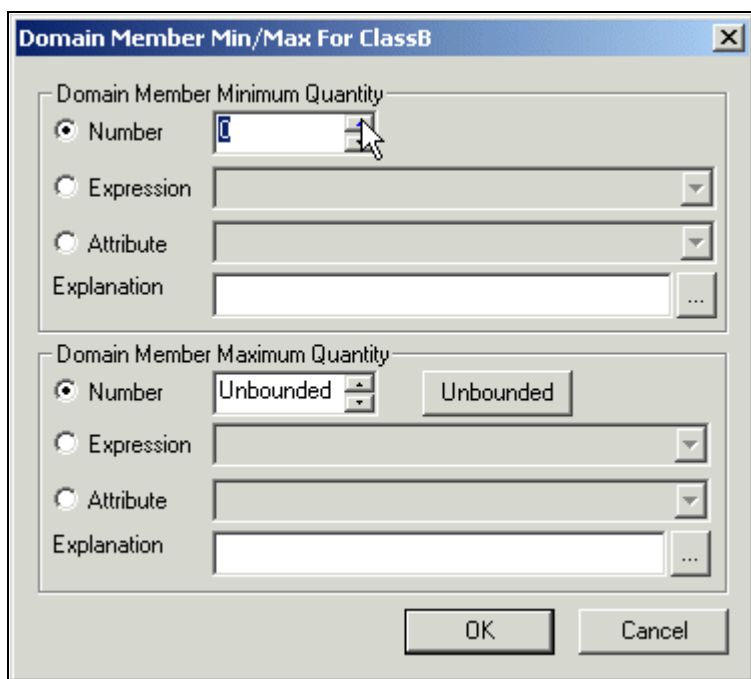 Domain Member Min/Max For ClassB
Domain Member Minimum Quantity
Number 0
Expression
Attribute
Explanation ...
Domain Member Maximum Quantity
Number Unbounded Unbounded
Expression
Attribute
Explanation ...
OK Cancel